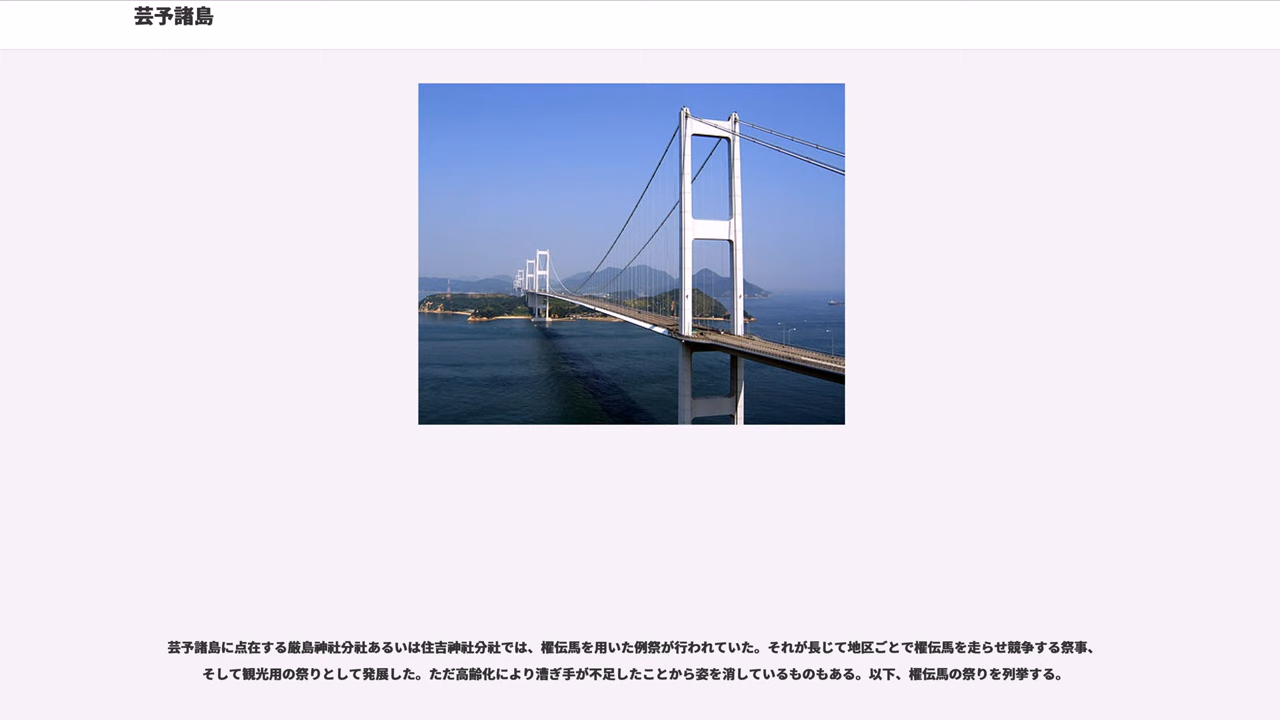 芸予諸島
芸予諸島に点在する厳島神社分社あるいは住吉神社分社では、櫂伝馬を用いた例祭が行われていた。それが長じて地区ごとで櫂伝馬を走らせ競争する祭事、
そして観光用の祭りとして発展した。ただ高齢化により漕ぎ手が不足したことから姿を消しているものもある。以下、櫂伝馬の祭りを列挙する。